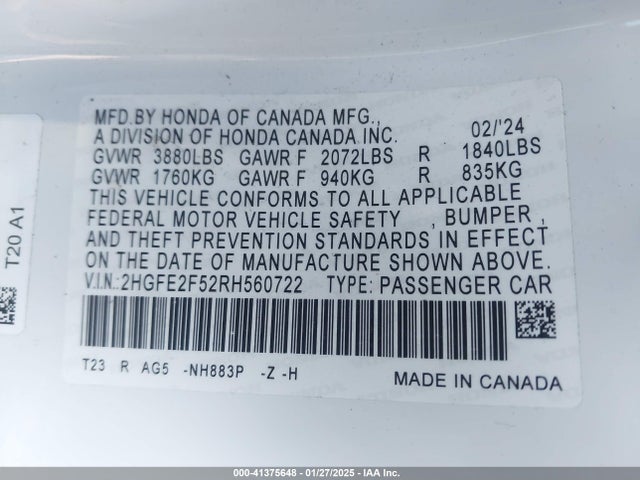 MFD.BY HONDA OF CANADA MFG.,
A DIVISION OF HONDA CANADA INC. 02/'24
GVWR 3880LBS GAWR F 2072LBS R 1840LBS
GVWR 1760KG GAWR F 940KG R 835KG
THIS VEHICLE CONFORMS TO ALL APPLICABLE
FEDERAL MOTOR VEHICLE SAFETY , BUMPER ,
AND THEFT PREVENTION STANDARDS IN EFFECT
ON THE DATE OF MANUFACTURE SHOWN ABOVE.
V.I.N.:2HGFE2F52RH560722 TYPE: PASSENGER CAR
T23 R AG5 -NH883P -Z -H
MADE IN CANADA
T20 A1
000-41375648 - 01/27/2025 - IAA Inc.